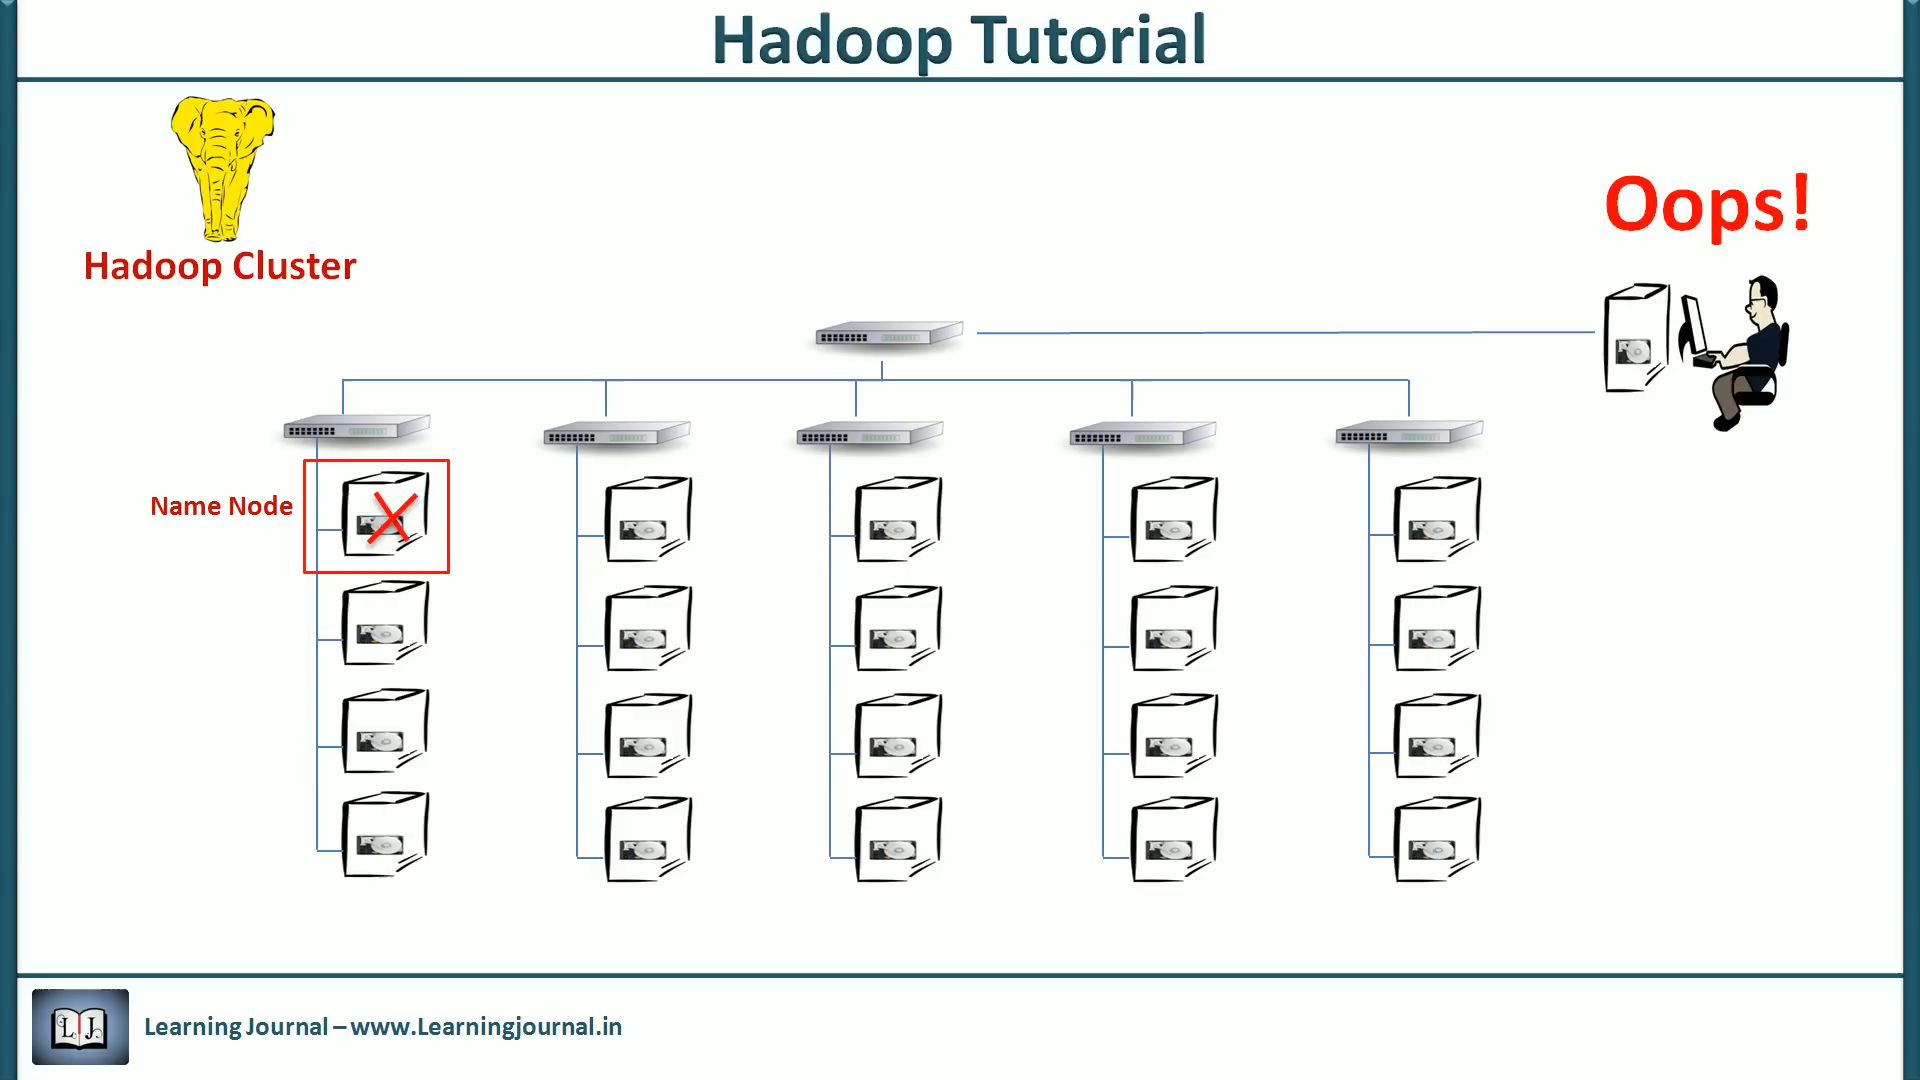 Hadoop Tutorial
Oops!
Hadoop Cluster
Name Node
L J
Learning Journal – www.Learningjournal.in